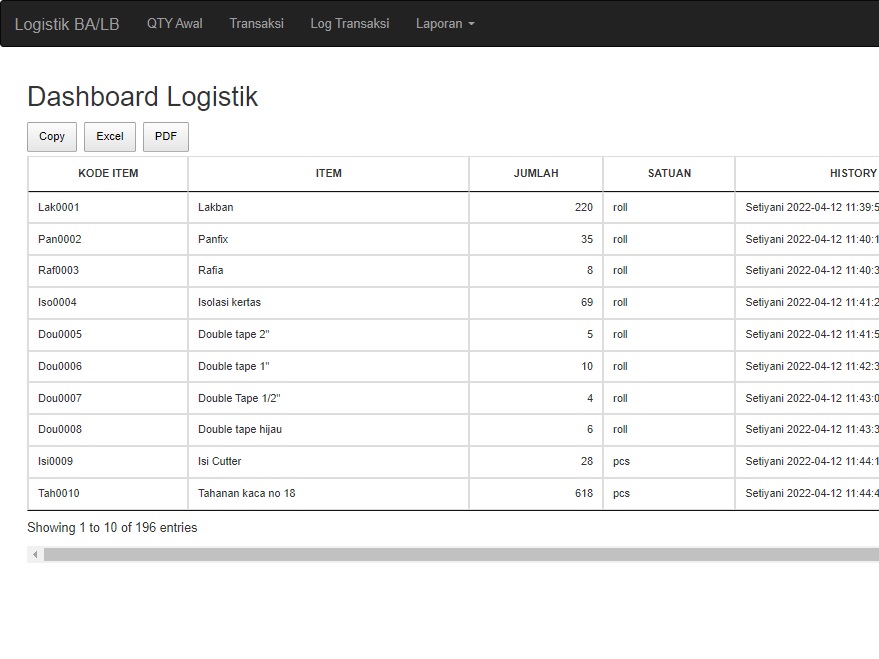 Logistik BA/LB QTY Awal Transaksi Log Transaksi Laporan
Dashboard Logistik
Copy Excel PDF
KODE ITEM ITEM JUMLAH SATUAN HISTORY
Lak0001 Lakban 220 roll Setiyani 2022-04-12 11:39:5
Pan0002 Panfix 35 roll Setiyani 2022-04-12 11:40:1
Raf0003 Rafia 8 roll Setiyani 2022-04-12 11:40:3
Iso0004 Isolasi kertas 69 roll Setiyani 2022-04-12 11:41:2
Dou0005 Double tape 2" 5 roll Setiyani 2022-04-12 11:41:5
Dou0006 Double tape 1" 10 roll Setiyani 2022-04-12 11:42:3
Dou0007 Double Tape 1/2" 4 roll Setiyani 2022-04-12 11:43:0
Dou0008 Double tape hijau 6 roll Setiyani 2022-04-12 11:43:3
Isi0009 Isi Cutter 28 pcs Setiyani 2022-04-12 11:44:1
Tah0010 Tahanan kaca no 18 618 pcs Setiyani 2022-04-12 11:44:4
Showing 1 to 10 of 196 entries